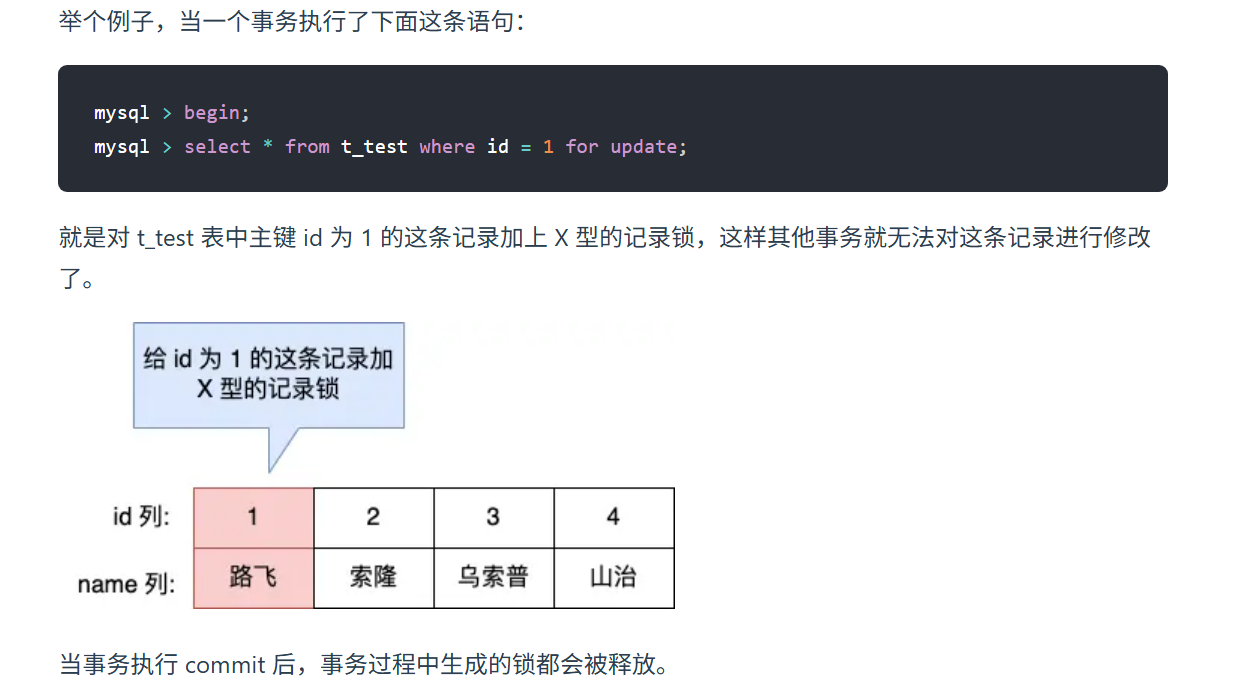 举个例子，当一个事务执行了下面这条语句：
mysql > begin;
mysql > select * from t_test where id = 1 for update;
就是对 t_test 表中主键 id 为 1 的这条记录加上 X 型的记录锁，这样其他事务就无法对这条记录进行修改
了。
给 id 为 1 的这条记录加
X 型的记录锁
id 列: 1 2 3 4
name 列: 路飞 索隆 乌索普 山治
当事务执行 commit 后，事务过程中生成的锁都会被释放。